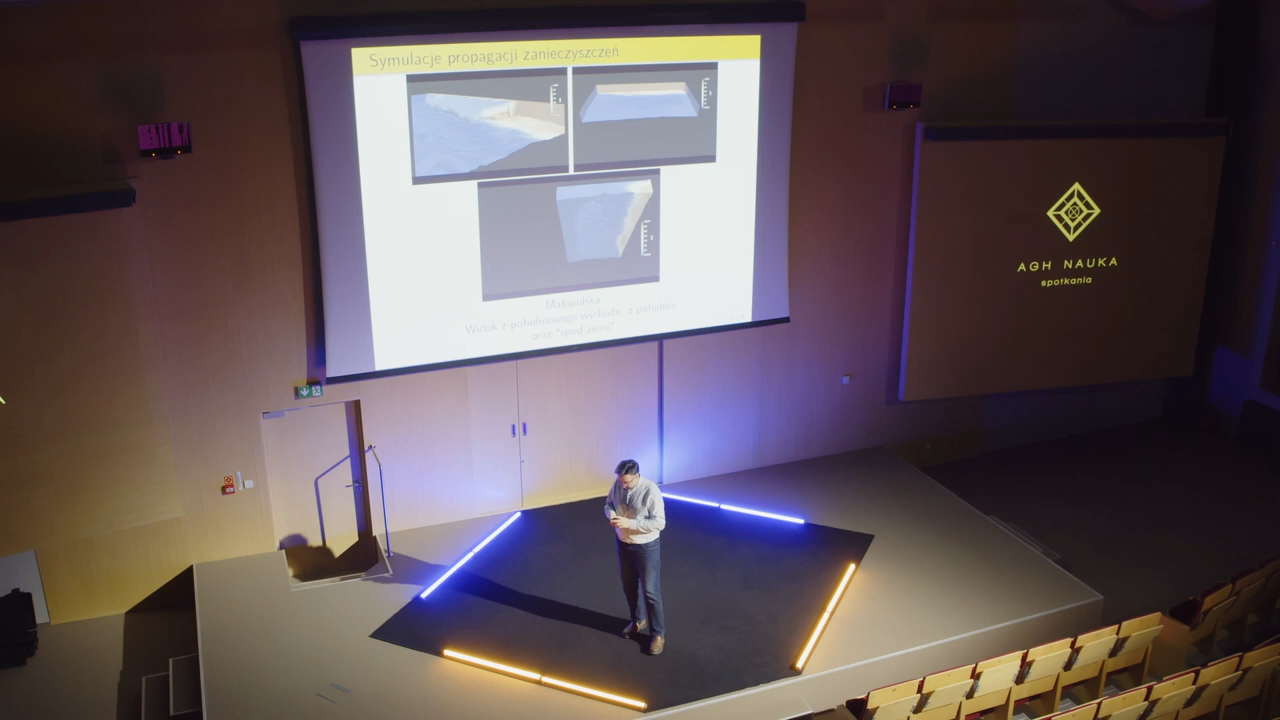 Symulacje propagacji zanieczyszczeń
Małopolska
Widok z południowego wschodu, z południa
oraz "spod ziemi"
AGH NAUKA
spotkania